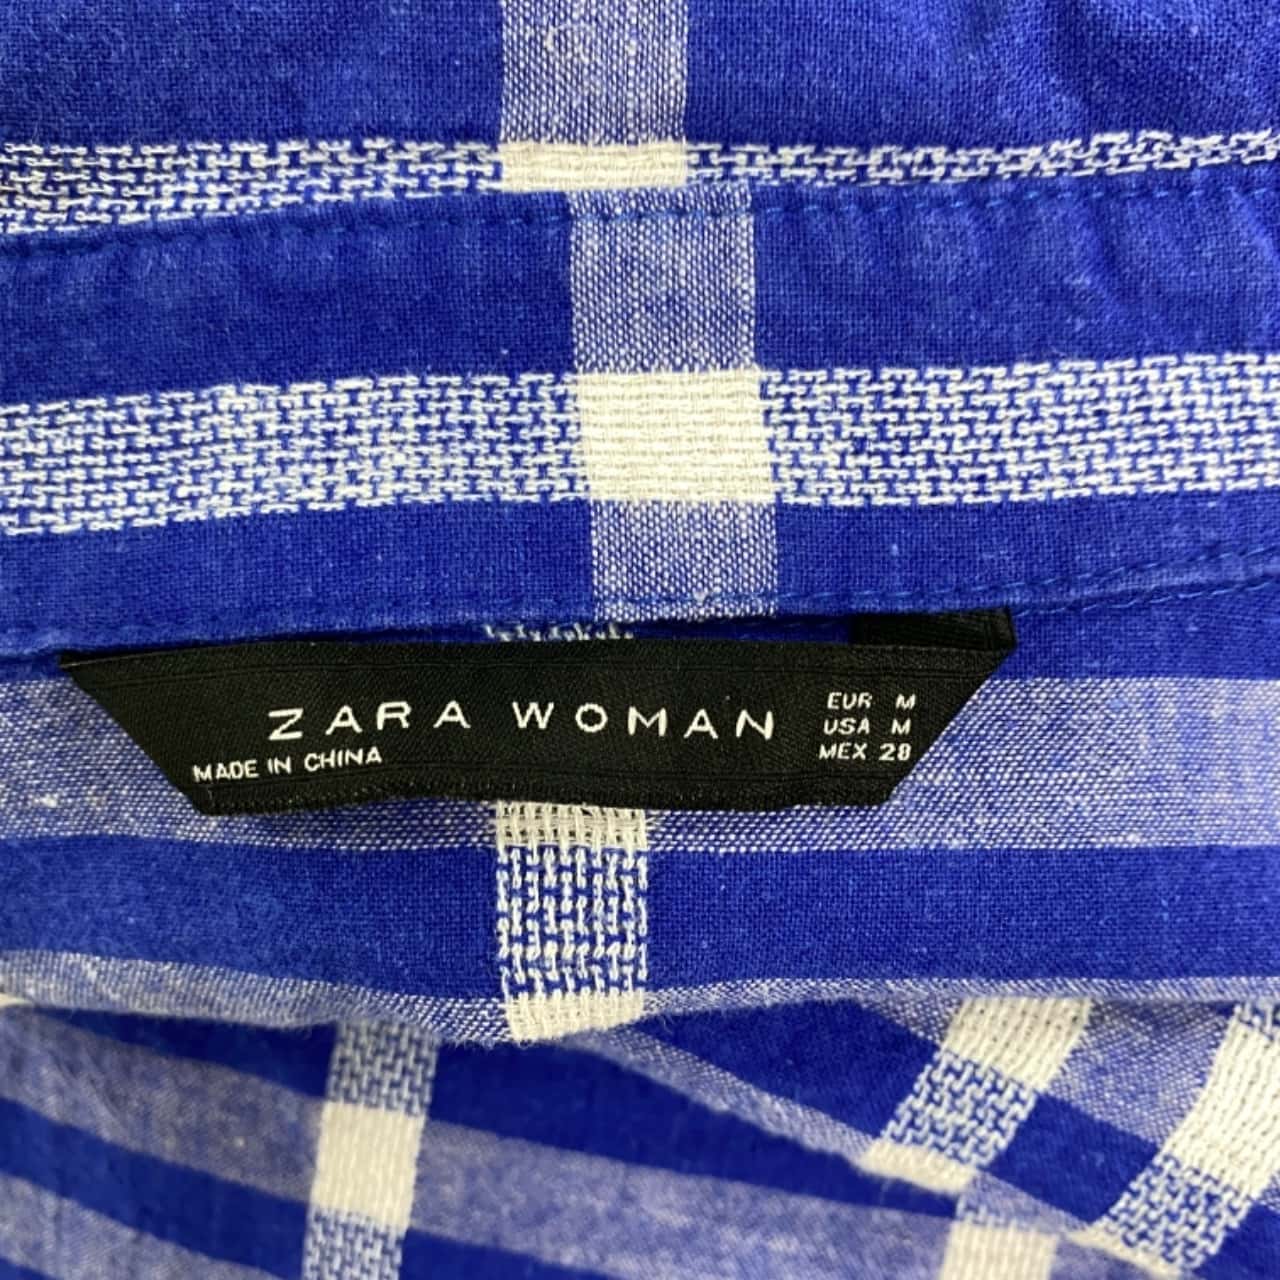 ZARA WOMAN
MADE IN CHINA
EUR M
USA M
MEX 28